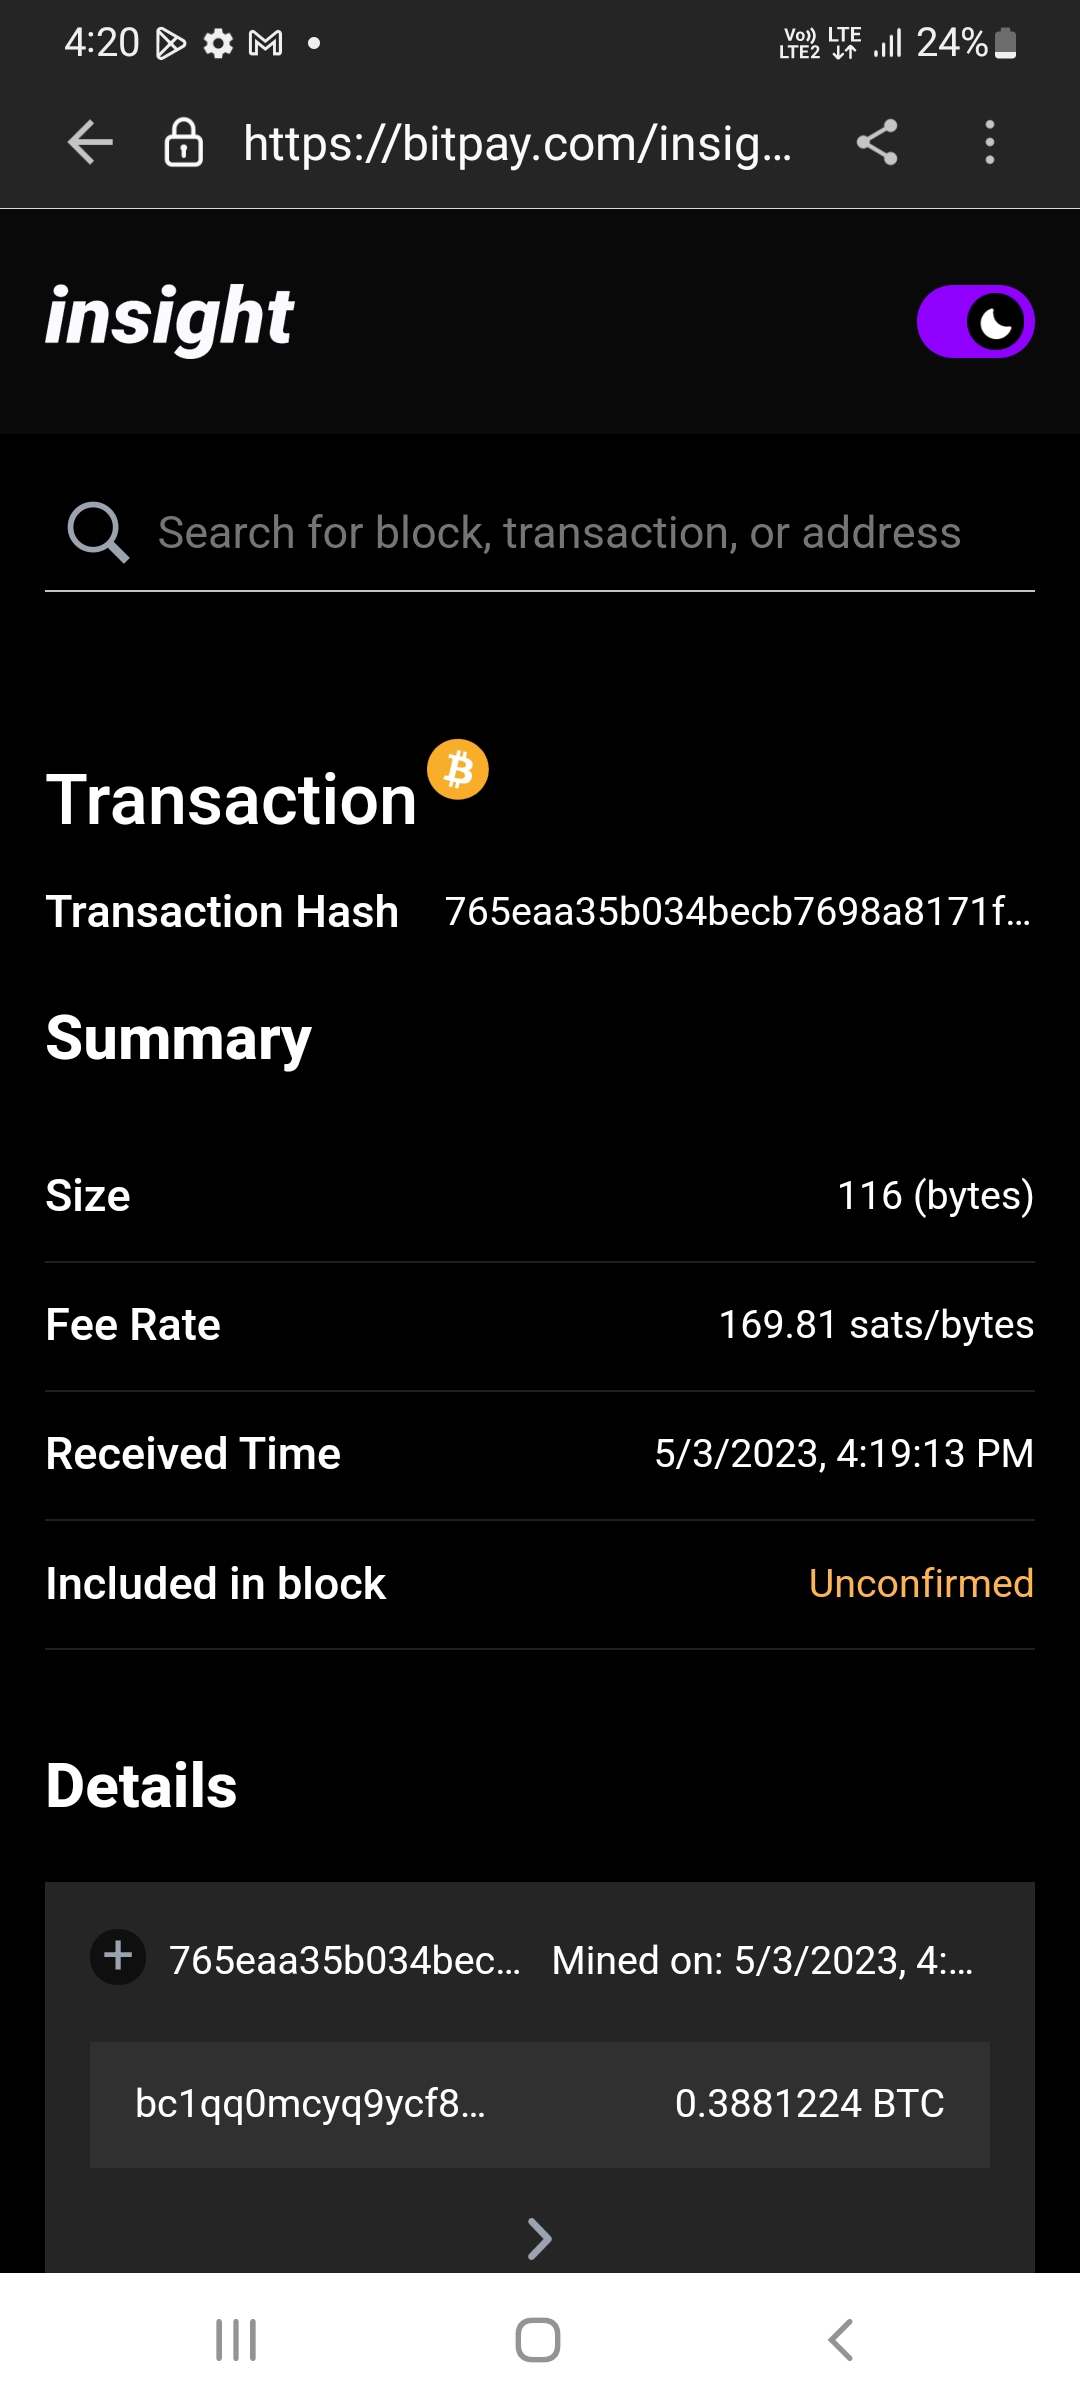 4:20 Vo)) LTE2 LTE 24%
https://bitpay.com/insig...
insight
Search for block, transaction, or address
Transaction
Transaction Hash 765eaa35b034becb7698a8171f...
Summary
Size 116 (bytes)
Fee Rate 169.81 sats/bytes
Received Time 5/3/2023, 4:19:13 PM
Included in block Unconfirmed
Details
765eaa35b034bec... Mined on: 5/3/2023, 4:...
bc1qq0mcyq9ycf8... 0.3881224 BTC